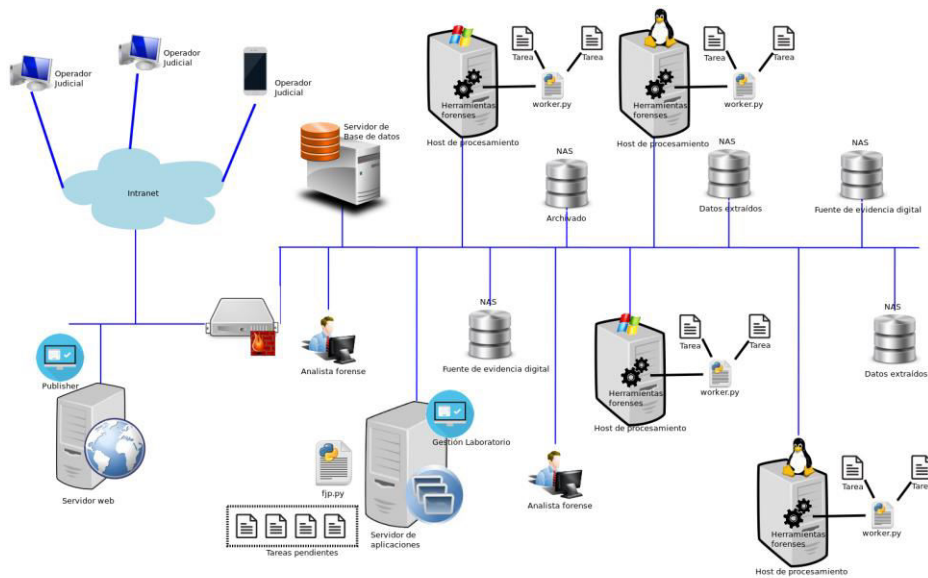 Operador
Judicial
Operador
Judicial
Operador
Judicial
Intranet
Servidor de
Base de datos
Herramientas
forenses
Host de procesamiento
Tarea
Tarea
worker.py
Herramientas
forenses
Host de procesamiento
Tarea
Tarea
worker.py
NAS
Archivado
NAS
Datos extraídos
NAS
Fuente de evidencia digital
Publisher
Servidor web
Analista forense
NAS
Fuente de evidencia digital
Herramientas
forenses
Host de procesamiento
Tarea
Tarea
worker.py
NAS
Datos extraídos
Gestión Laboratorio
fjp.py
Tareas pendientes
Servidor de
aplicaciones
Analista forense
Herramientas
forenses
Host de procesamiento
Tarea
Tarea
worker.py